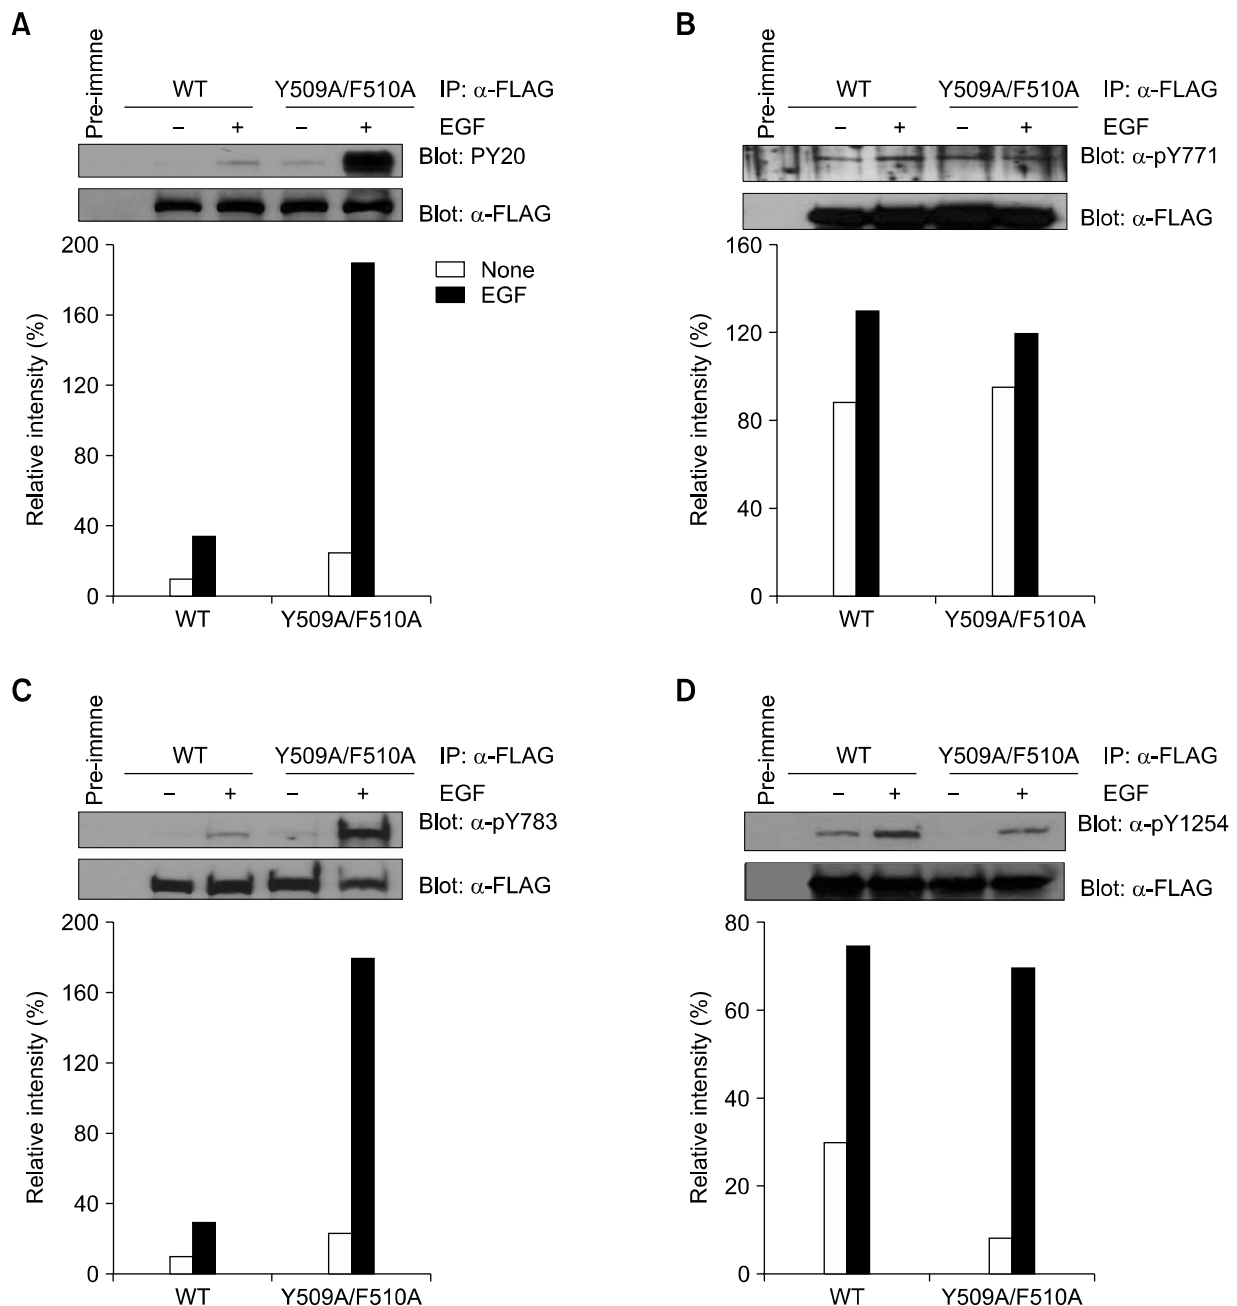 A
Pre-immne
WT Y509A/F510A IP: α-FLAG
− + − + EGF
Blot: PY20
Blot: α-FLAG
200
160
120
80
40
0
Relative intensity (%)
None
EGF
WT Y509A/F510A
B
Pre-immne
WT Y509A/F510A IP: α-FLAG
− + − + EGF
Blot: α-pY771
Blot: α-FLAG
160
120
80
40
0
Relative intensity (%)
WT Y509A/F510A
C
Pre-immne
WT Y509A/F510A IP: α-FLAG
− + − + EGF
Blot: α-pY783
Blot: α-FLAG
200
160
120
80
40
0
Relative intensity (%)
WT Y509A/F510A
D
Pre-immne
WT Y509A/F510A IP: α-FLAG
− + − + EGF
Blot: α-pY1254
Blot: α-FLAG
80
60
40
20
0
Relative intensity (%)
WT Y509A/F510A